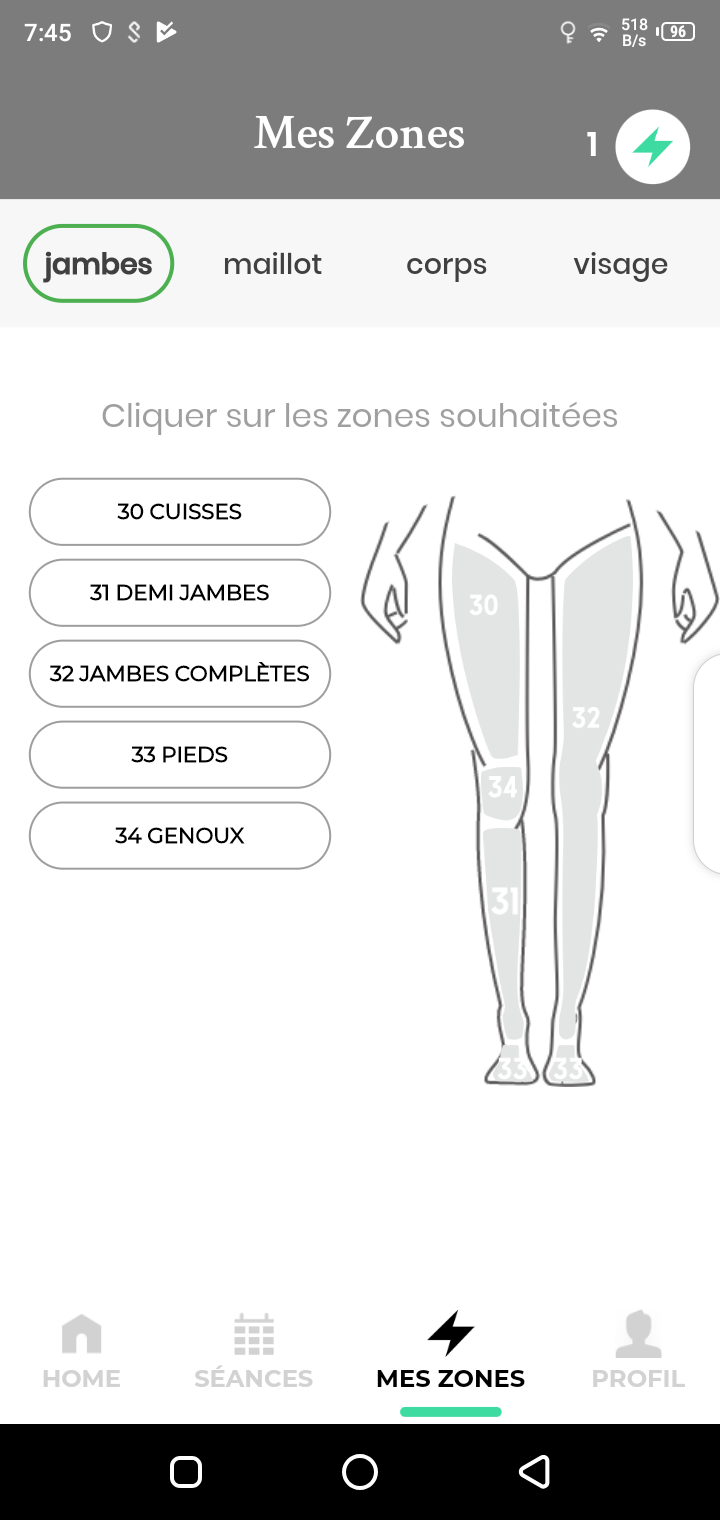 7:45
518
B/s
96
Mes Zones
1
jambes
maillot
corps
visage
Cliquer sur les zones souhaitées
30 CUISSES
31 DEMI JAMBES
32 JAMBES COMPLÈTES
33 PIEDS
34 GENOUX
30
32
34
31
33
33
HOME
SÉANCES
MES ZONES
PROFIL